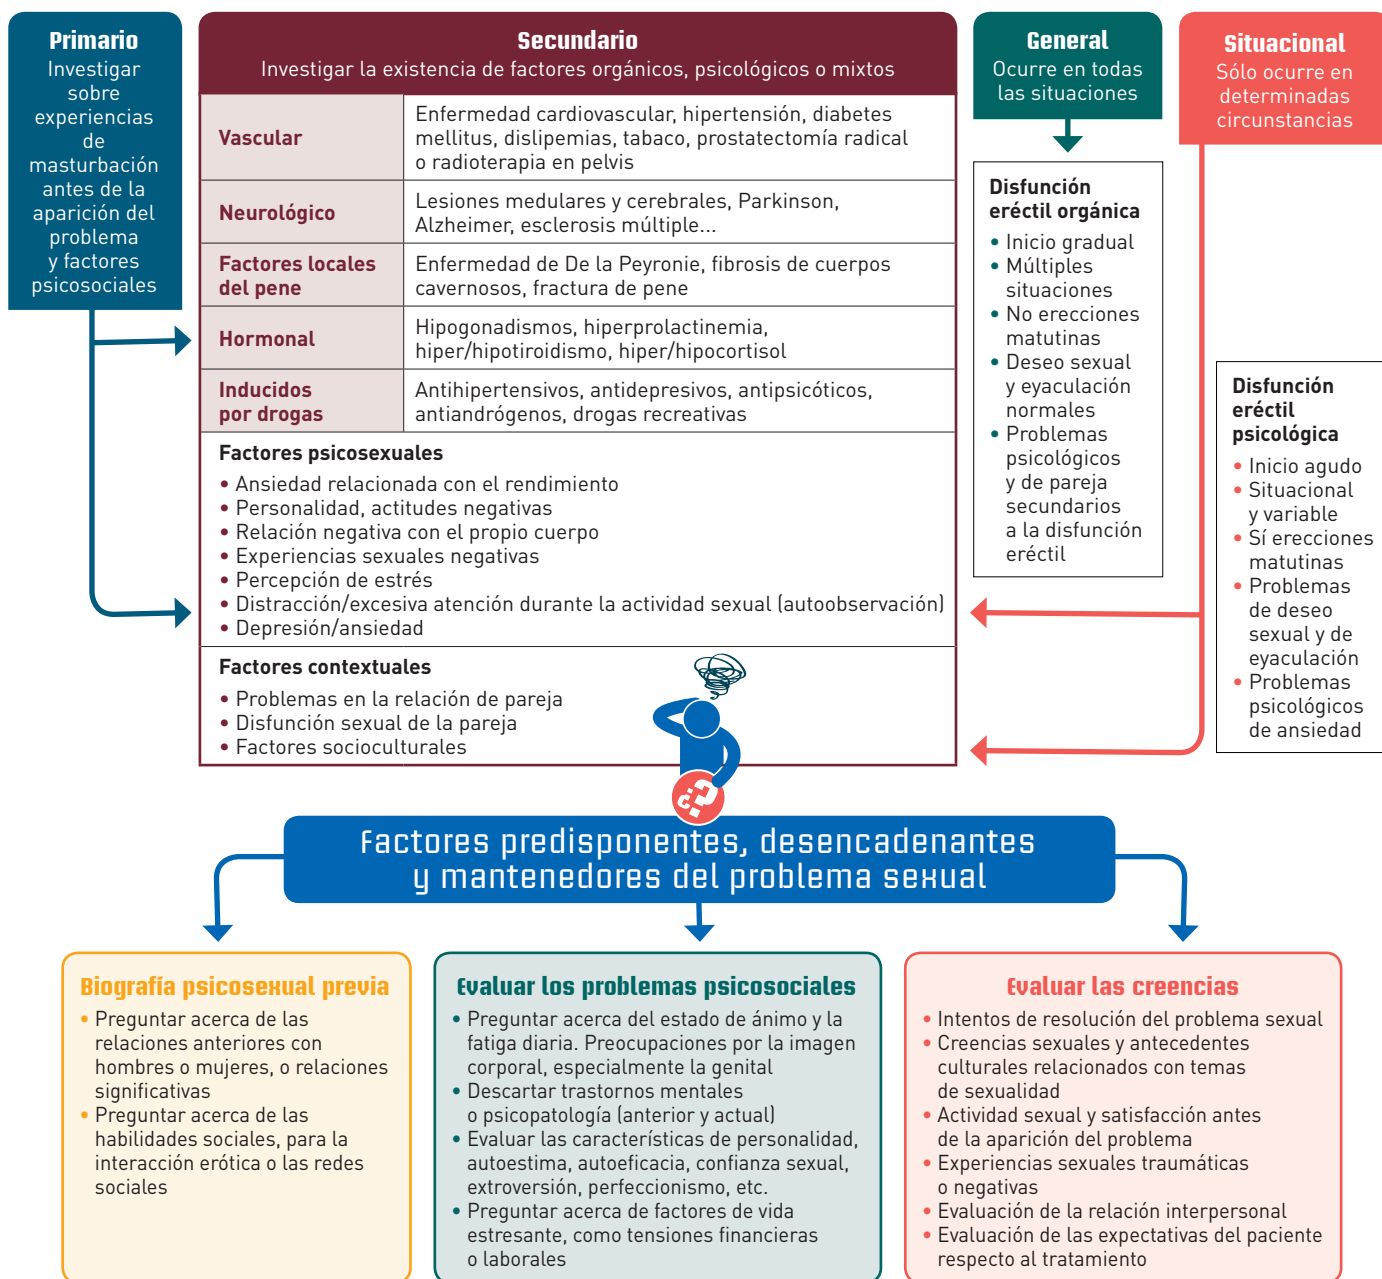 Primario
Investigar
sobre
experiencias
de
masturbación
antes de la
aparición del
problema
y factores
psicosociales
Secundario
Investigar la existencia de factores orgánicos, psicológicos o mixtos
Vascular
Enfermedad cardiovascular, hipertensión, diabetes
mellitus, dislipemias, tabaco, prostatectomía radical
o radioterapia en pelvis
Neurológico
Lesiones medulares y cerebrales, Parkinson,
Alzheimer, esclerosis múltiple...
Factores locales
del pene
Enfermedad de De la Peyronie, fibrosis de cuerpos
cavernosos, fractura de pene
Hormonal
Hipogonadismos, hiperprolactinemia,
hiper/hipotiroidismo, hiper/hipocortisol
Inducidos
por drogas
Antihipertensivos, antidepresivos, antipsicóticos,
antiandrógenos, drogas recreativas
Factores psicosexuales
• Ansiedad relacionada con el rendimiento
• Personalidad, actitudes negativas
• Relación negativa con el propio cuerpo
• Experiencias sexuales negativas
• Percepción de estrés
• Distracción/excesiva atención durante la actividad sexual (autoobservación)
• Depresión/ansiedad
Factores contextuales
• Problemas en la relación de pareja
• Disfunción sexual de la pareja
• Factores socioculturales
General
Ocurre en todas
las situaciones
Disfunción
eréctil orgánica
• Inicio gradual
• Múltiples
situaciones
• No erecciones
matutinas
• Deseo sexual
y eyaculación
normales
• Problemas
psicológicos
y de pareja
secundarios
a la disfunción
eréctil
Situacional
Sólo ocurre en
determinadas
circunstancias
Disfunción
eréctil
psicológica
• Inicio agudo
• Situacional
y variable
• Sí erecciones
matutinas
• Problemas
de deseo
sexual y de
eyaculación
• Problemas
psicológicos
de ansiedad
¿?
Factores predisponentes, desencadenantes
y mantenedores del problema sexual
Biografía psicosexual previa
• Preguntar acerca de las
relaciones anteriores con
hombres o mujeres, o relaciones
significativas
• Preguntar acerca de las
habilidades sociales, para la
interacción erótica o las redes
sociales
Evaluar los problemas psicosociales
• Preguntar acerca del estado de ánimo y la
fatiga diaria. Preocupaciones por la imagen
corporal, especialmente la genital
• Descartar trastornos mentales
o psicopatología (anterior y actual)
• Evaluar las características de personalidad,
autoestima, autoeficacia, confianza sexual,
extroversión, perfeccionismo, etc.
• Preguntar acerca de factores de vida
estresante, como tensiones financieras
o laborales
Evaluar las creencias
• Intentos de resolución del problema sexual
• Creencias sexuales y antecedentes
culturales relacionados con temas
de sexualidad
• Actividad sexual y satisfacción antes
de la aparición del problema
• Experiencias sexuales traumáticas
o negativas
• Evaluación de la relación interpersonal
• Evaluación de las expectativas del paciente
respecto al tratamiento